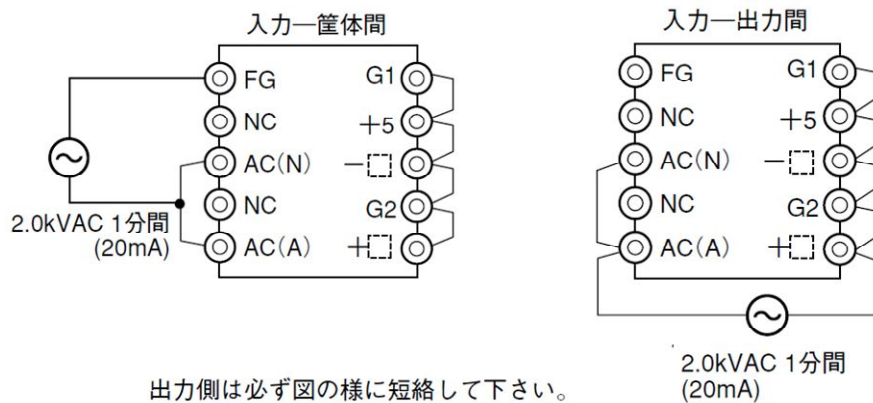 入力―筐体間
FG
NC
AC(N)
NC
AC(A)
G1
+5
−
G2
+
2.0kVAC 1分間
(20mA)
入力―出力間
FG
NC
AC(N)
NC
AC(A)
G1
+5
−
G2
+
2.0kVAC 1分間
(20mA)
出力側は必ず図の様に短絡して下さい。